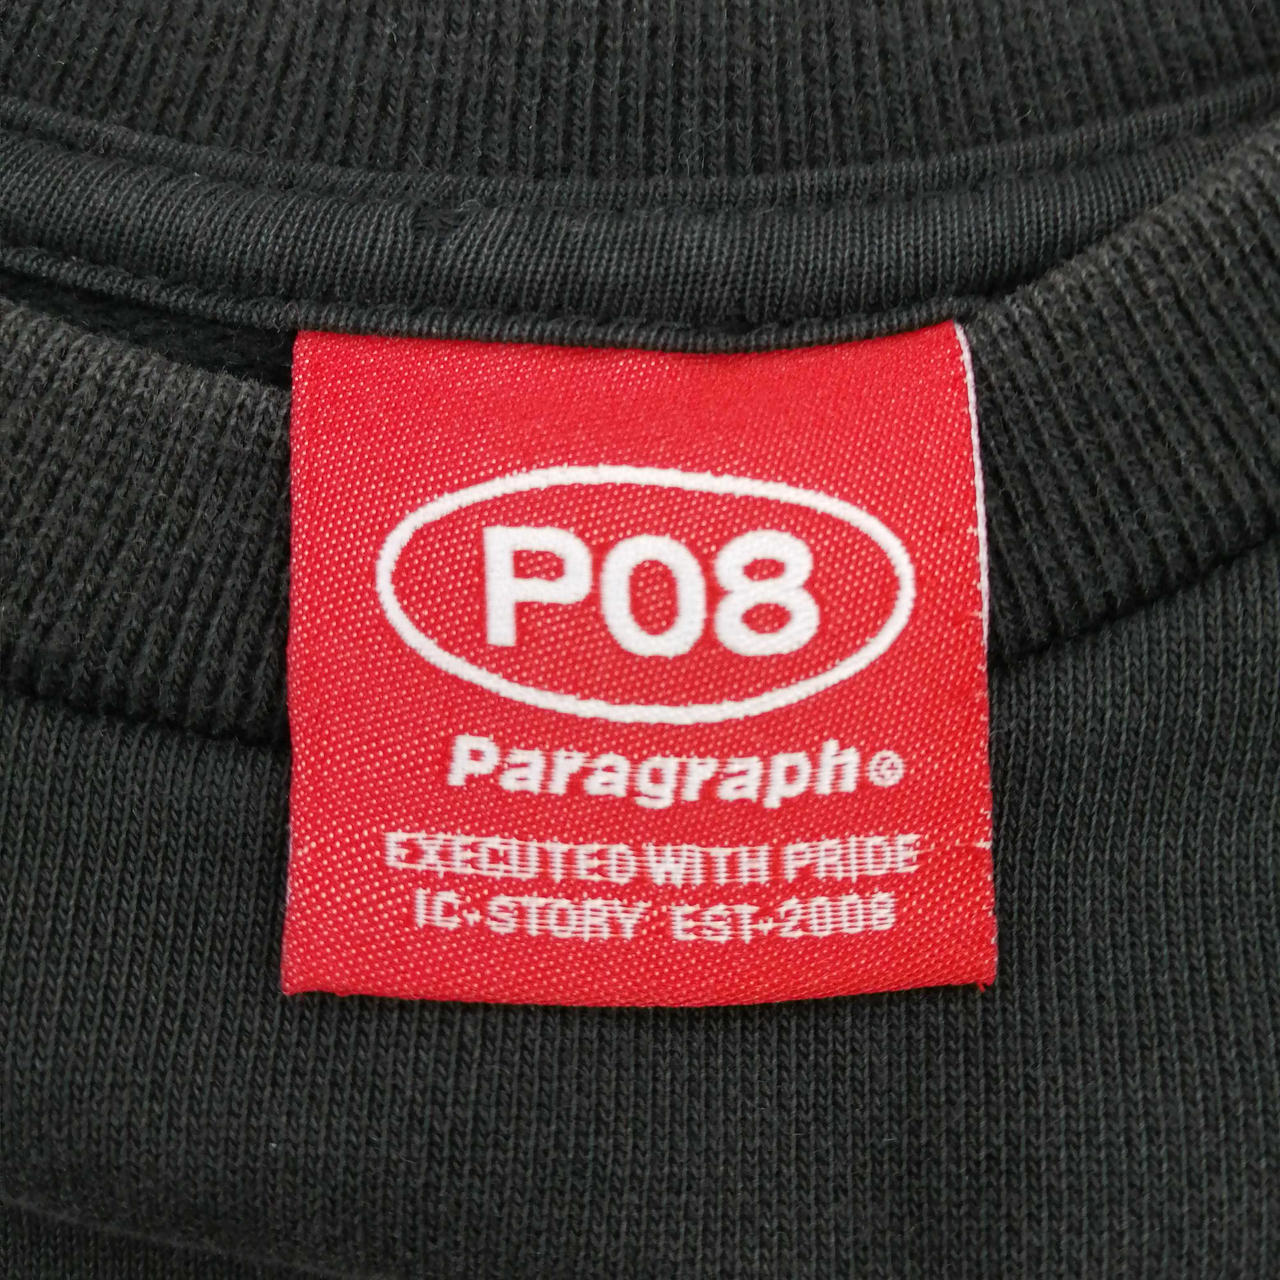 P08
Paragraph®
EXECUTED WITH PRIDE
IC+STORY EST+2008